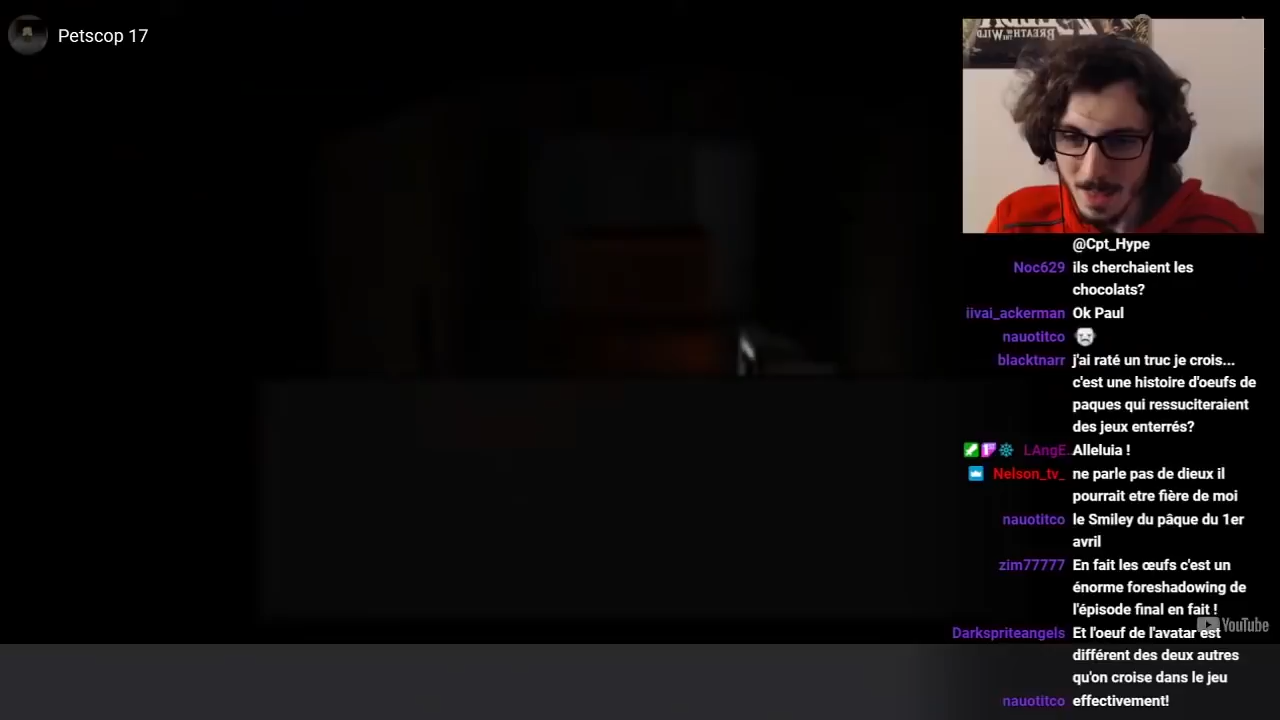 Petscop 17
BREATH OF THE WILD
@Cpt_Hype
Noc629 ils cherchaient les
chocolats?
iivai_ackerman Ok Paul
nauotitco
blacktnarr j'ai raté un truc je crois...
c'est une histoire d'oeufs de
paques qui ressuciteraient
des jeux enterrés?
LAngE.. Alleluia !
Nelson_tv_ ne parle pas de dieux il
pourrait etre fière de moi
nauotitco le Smiley du pâque du 1er
avril
zim77777 En fait les œufs c'est un
énorme foreshadowing de
l'épisode final en fait !
YouTube
Darkspriteangels Et l'oeuf de l'avatar est
différent des deux autres
qu'on croise dans le jeu
nauotitco effectivement!